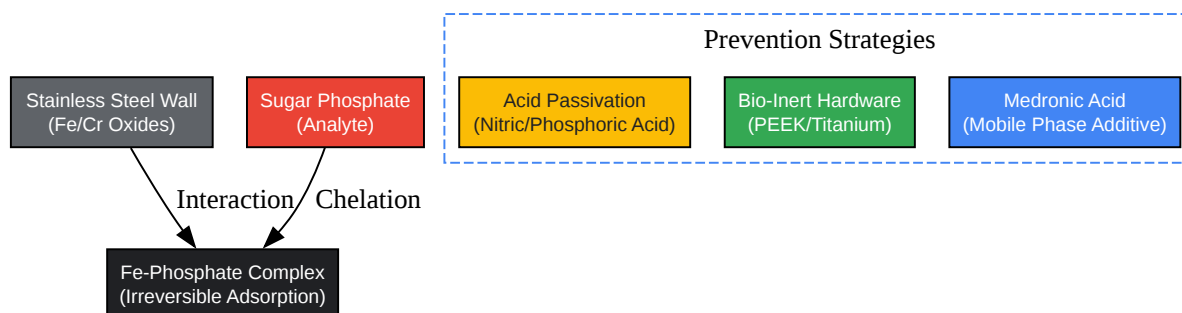 Prevention Strategies
Stainless Steel Wall
(Fe/Cr Oxides)
Sugar Phosphate
(Analyte)
Acid Passivation
(Nitric/Phosphoric Acid)
Bio-Inert Hardware
(PEEK/Titanium)
Medronic Acid
(Mobile Phase Additive)
Interaction
Chelation
Fe-Phosphate Complex
(Irreversible Adsorption)